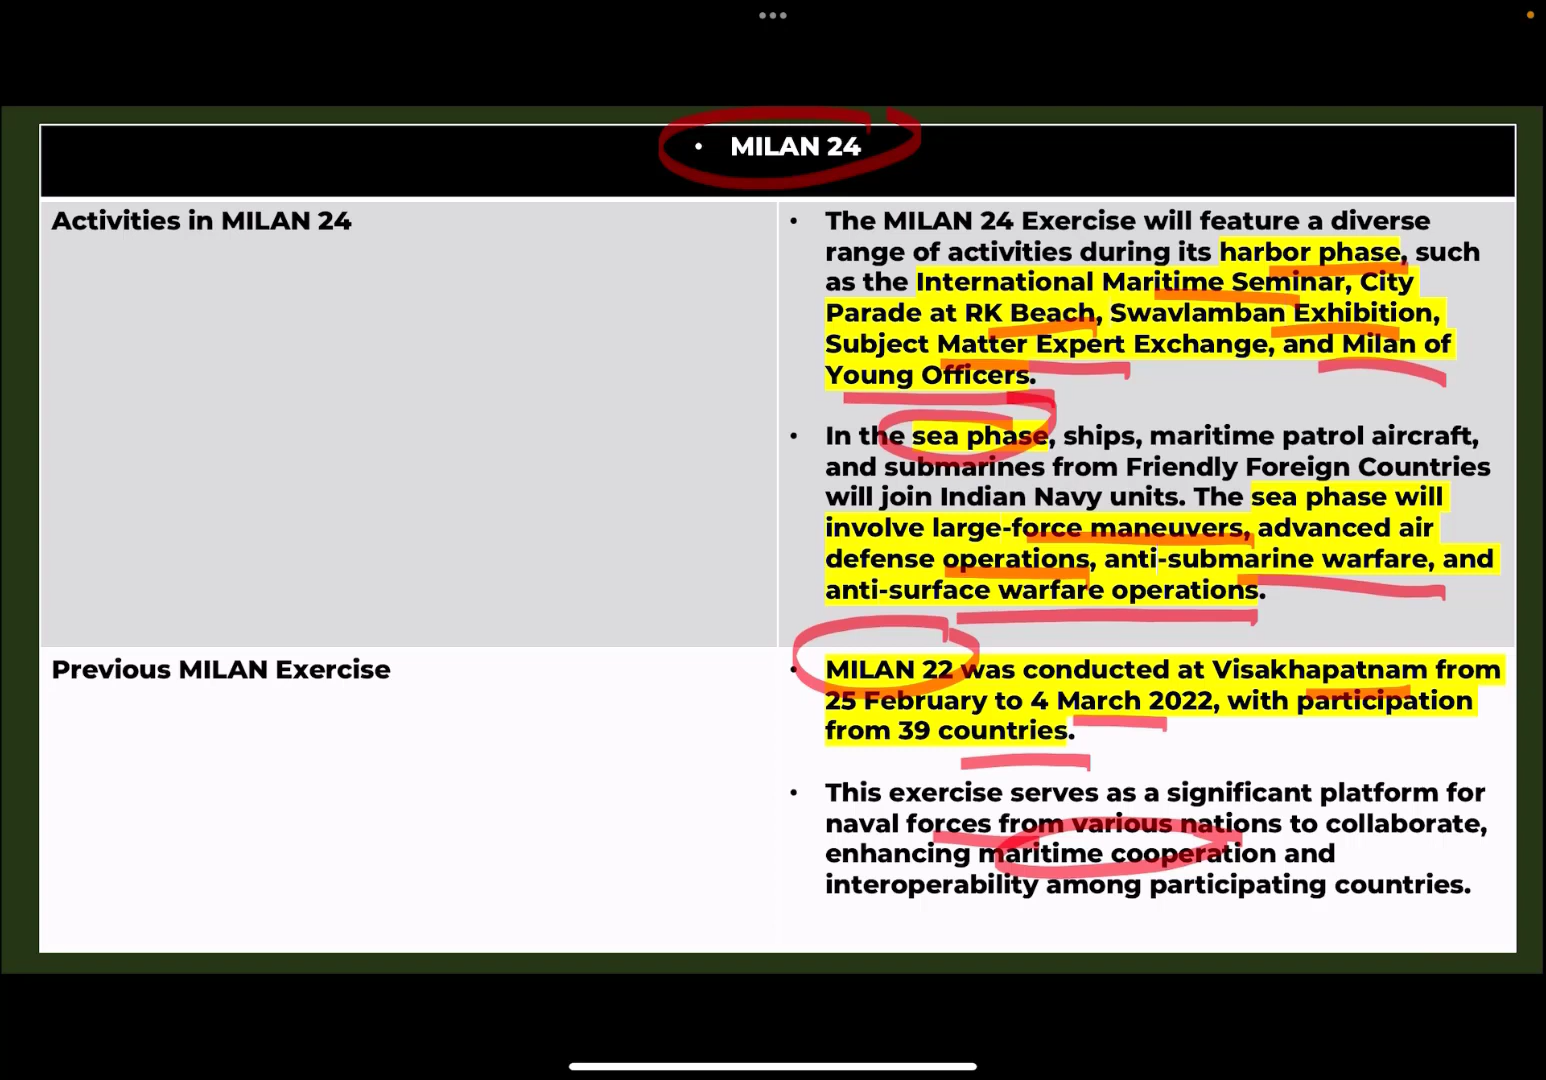 • MILAN 24
Activities in MILAN 24
• The MILAN 24 Exercise will feature a diverse
range of activities during its harbor phase, such
as the International Maritime Seminar, City
Parade at RK Beach, Swavlamban Exhibition,
Subject Matter Expert Exchange, and Milan of
Young Officers.
• In the sea phase, ships, maritime patrol aircraft,
and submarines from Friendly Foreign Countries
will join Indian Navy units. The sea phase will
involve large-force maneuvers, advanced air
defense operations, anti-submarine warfare, and
anti-surface warfare operations.
Previous MILAN Exercise
• MILAN 22 was conducted at Visakhapatnam from
25 February to 4 March 2022, with participation
from 39 countries.
• This exercise serves as a significant platform for
naval forces from various nations to collaborate,
enhancing maritime cooperation and
interoperability among participating countries.